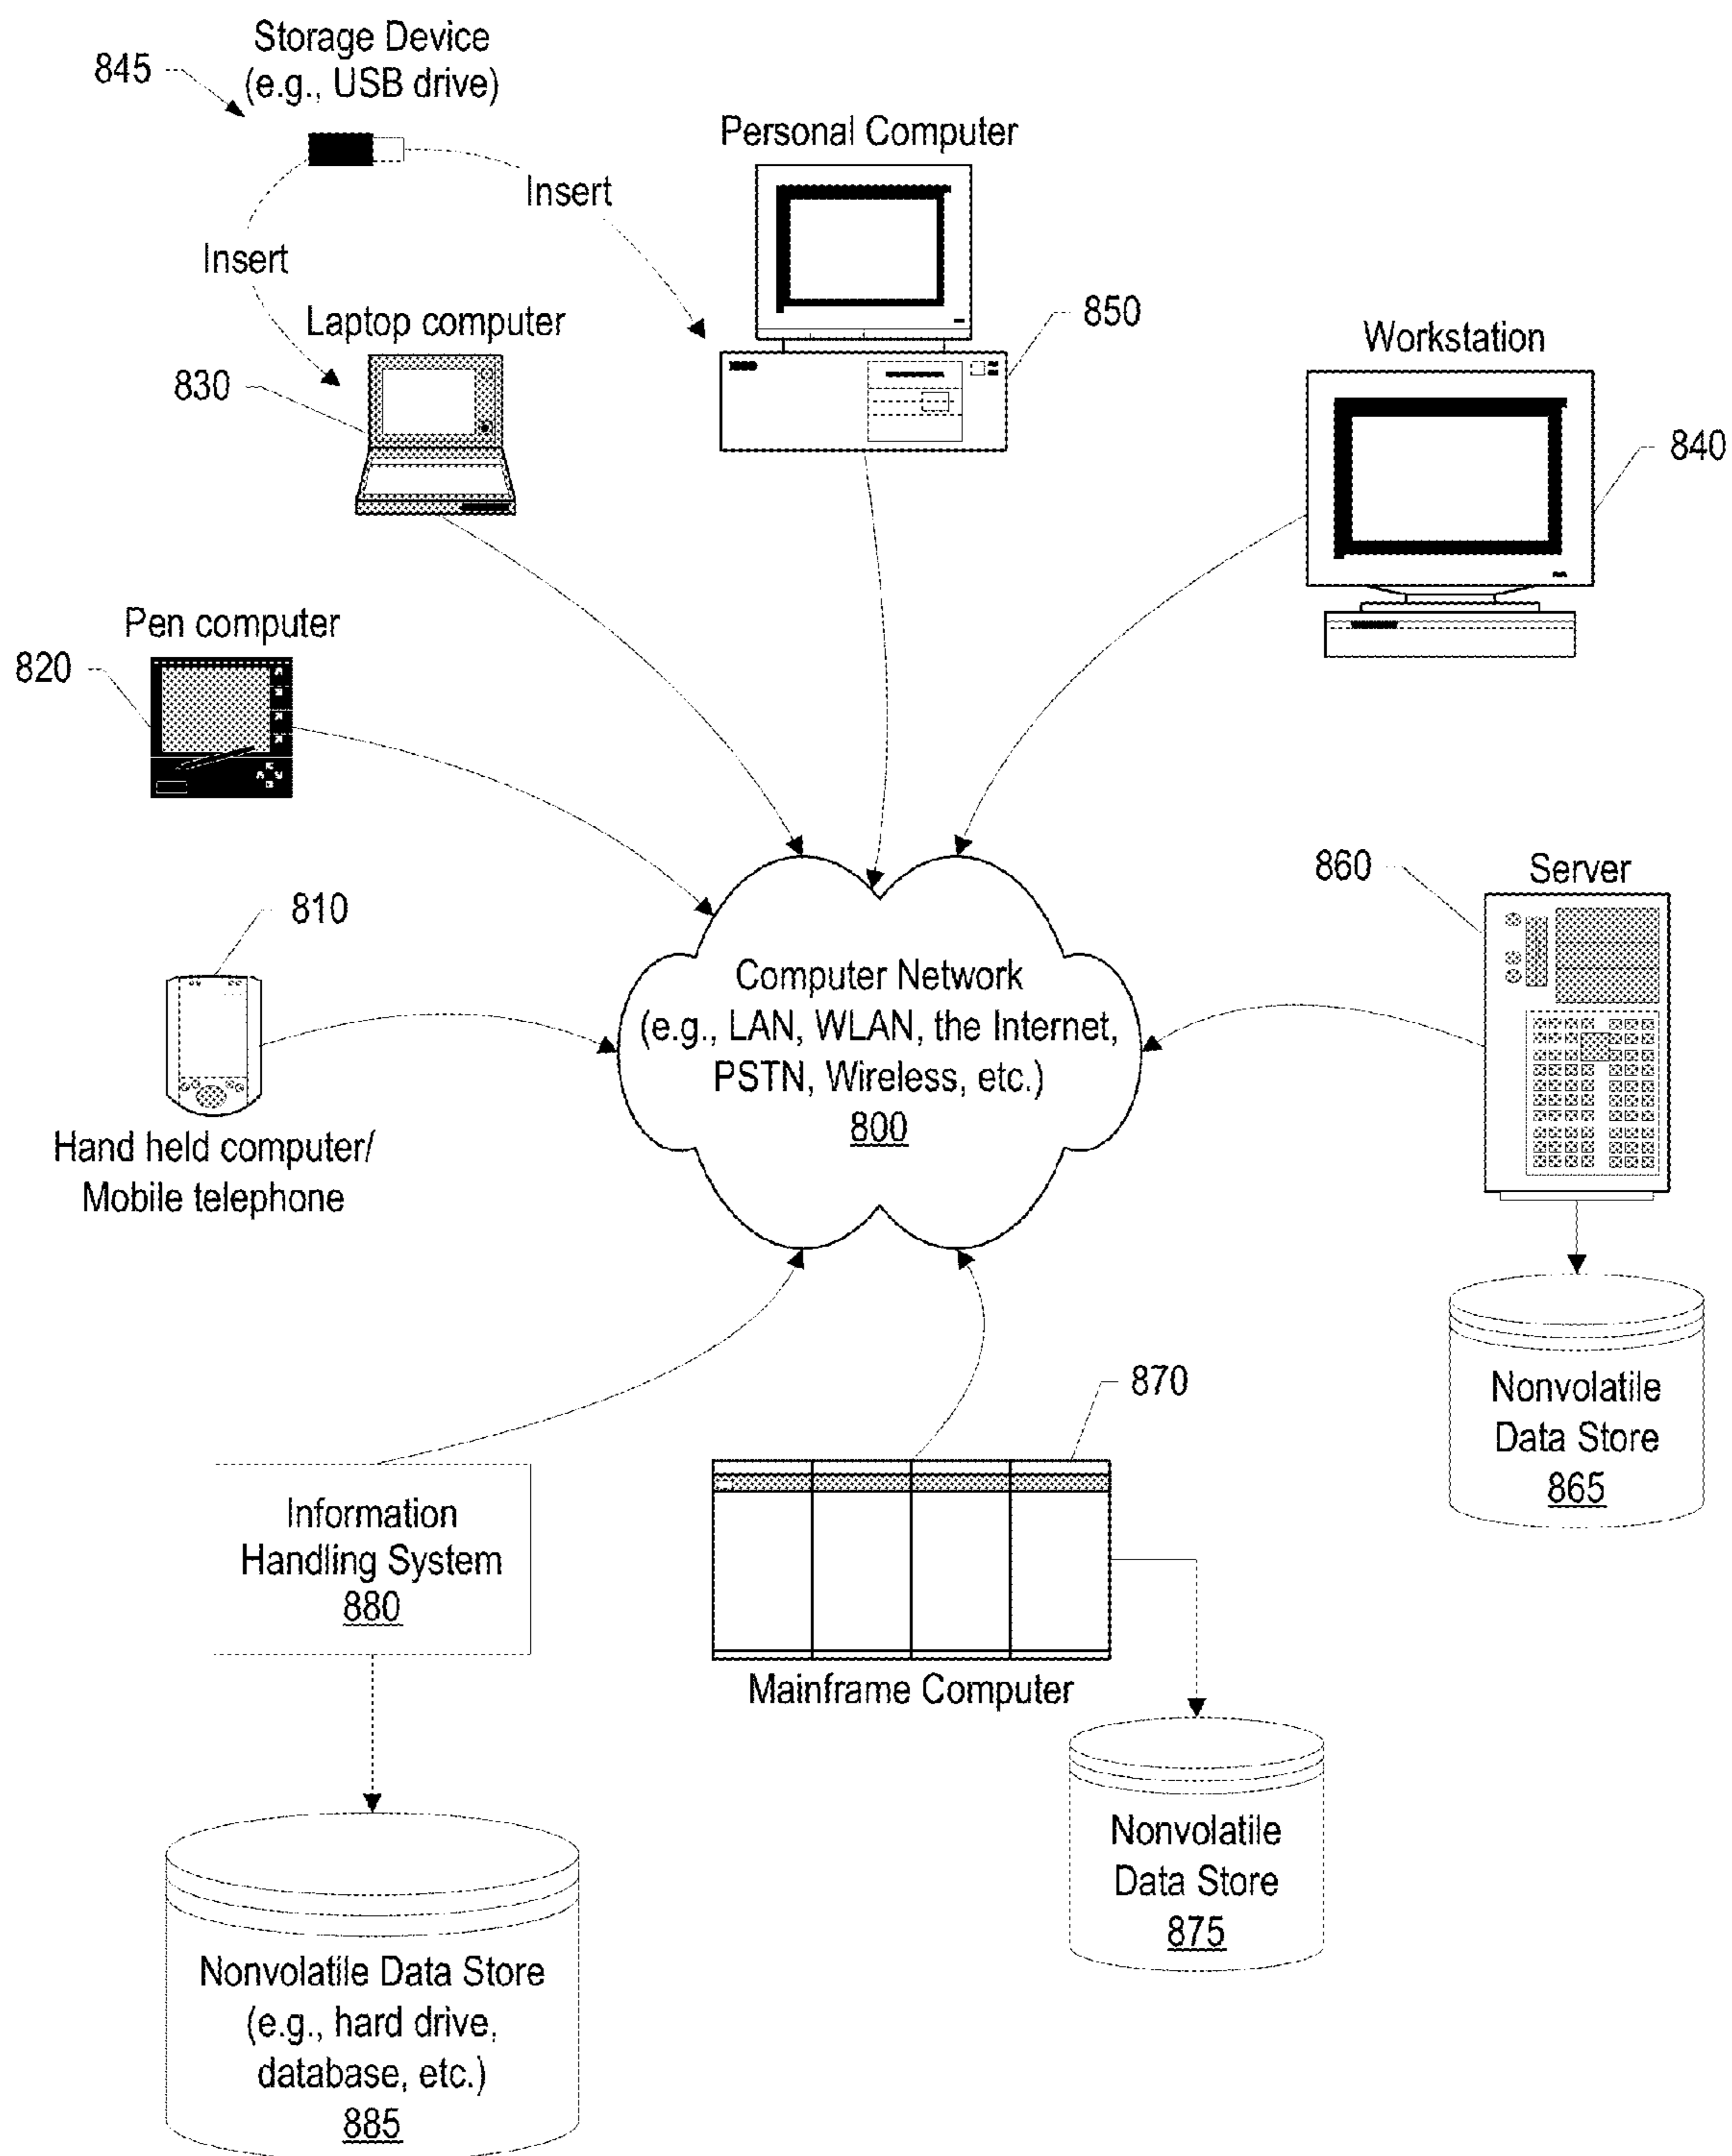 Storage Device
(e.g., USB drive)
845
Insert
Insert
Personal Computer
850
Laptop computer
830
Workstation
840
Pen computer
820
810
Hand held computer/
Mobile telephone
Computer Network
(e.g., LAN, WLAN, the Internet,
PSTN, Wireless, etc.)
800
860
Server
Nonvolatile
Data Store
865
870
Mainframe Computer
Information
Handling System
880
Nonvolatile
Data Store
875
Nonvolatile Data Store
(e.g., hard drive,
database, etc.)
885